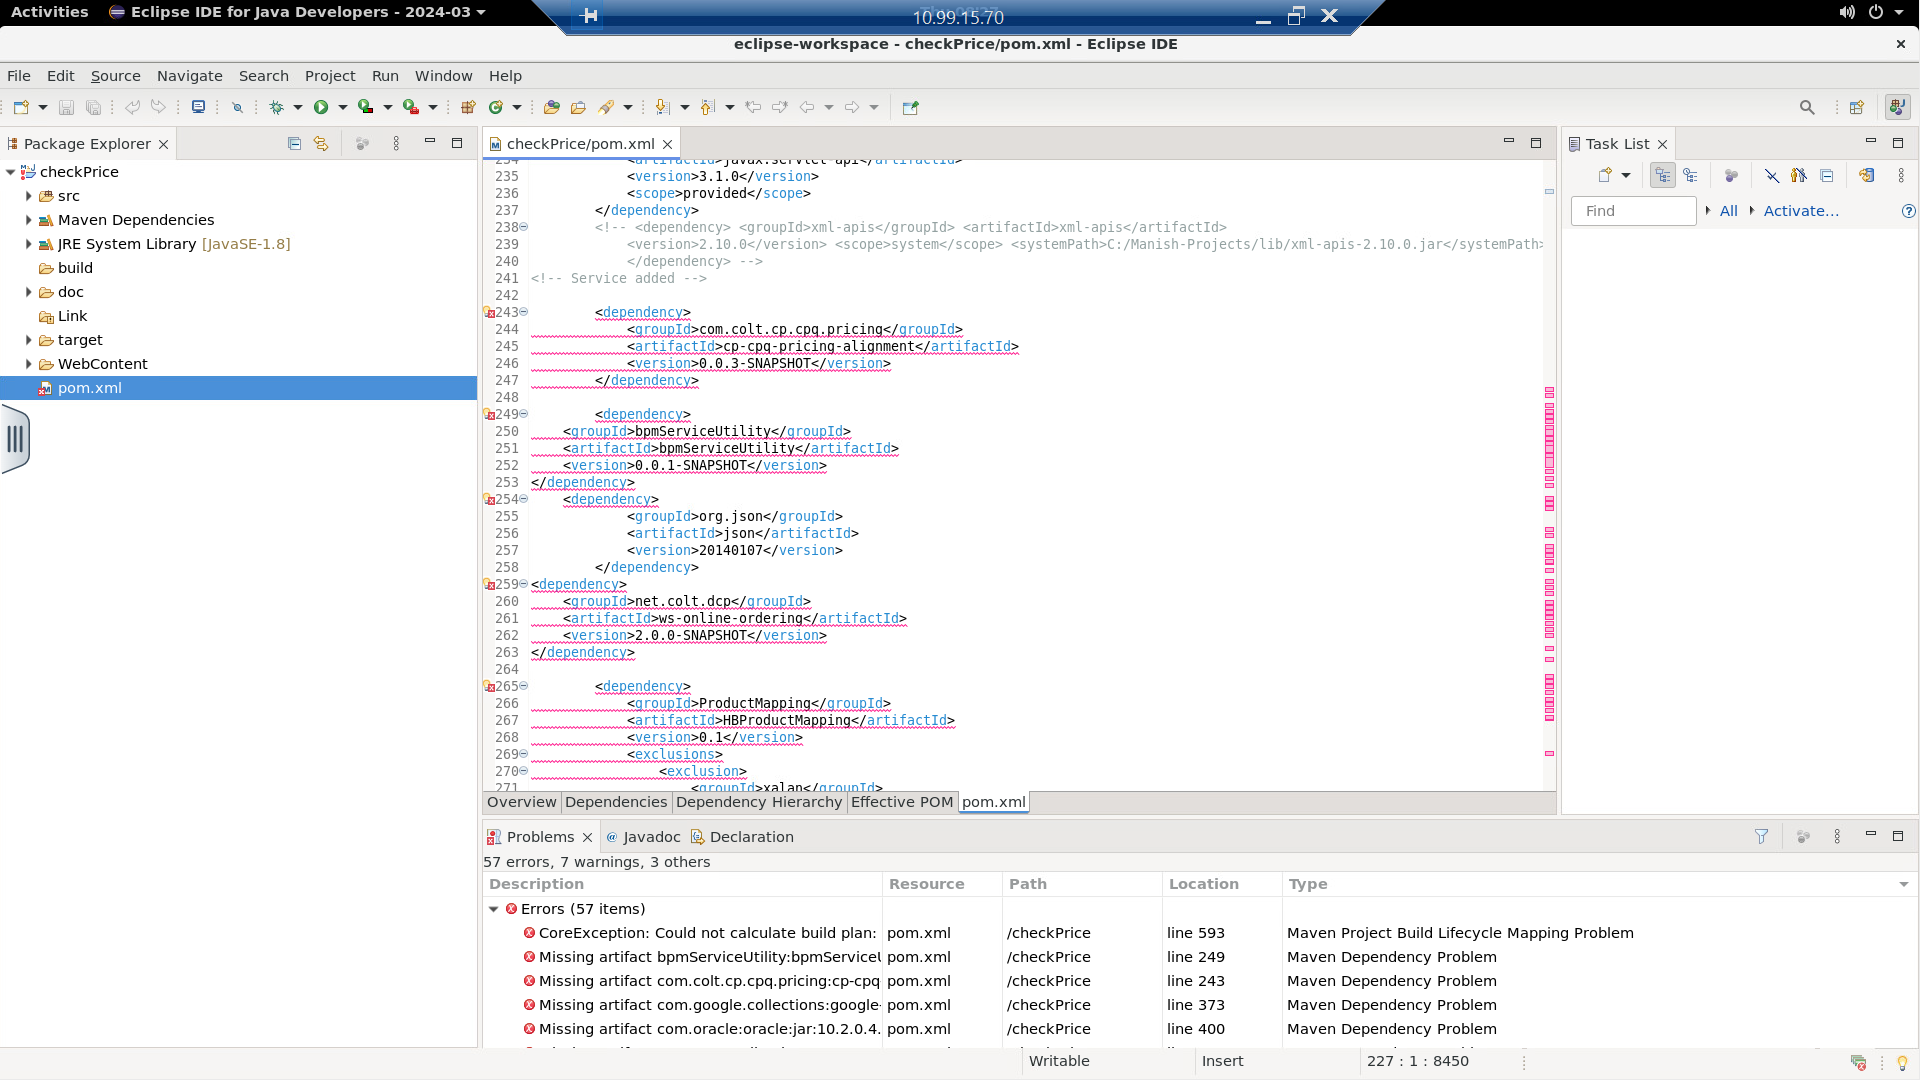 Activities Eclipse IDE for Java Developers - 2024-03
10.99.15.70
eclipse-workspace - checkPrice/pom.xml - Eclipse IDE
File Edit Source Navigate Search Project Run Window Help
Package Explorer
checkPrice
src
Maven Dependencies
JRE System Library [JavaSE-1.8]
build
doc
Link
target
WebContent
pom.xml
checkPrice/pom.xml
234 <artifactId>javax.servlet-api</artifactId>
235 <version>3.1.0</version>
236 <scope>provided</scope>
237 </dependency>
238 <!-- <dependency> <groupId>xml-apis</groupId> <artifactId>xml-apis</artifactId>
239 <version>2.10.0</version> <scope>system</scope> <systemPath>C:/Manish-Projects/lib/xml-apis-2.10.0.jar</systemPath>
240 </dependency> -->
241 <!-- Service added -->
242
243 <dependency>
244 <groupId>com.colt.cp.cpq.pricing</groupId>
245 <artifactId>cp-cpq-pricing-alignment</artifactId>
246 <version>0.0.3-SNAPSHOT</version>
247 </dependency>
248
249 <dependency>
250 <groupId>bpmServiceUtility</groupId>
251 <artifactId>bpmServiceUtility</artifactId>
252 <version>0.0.1-SNAPSHOT</version>
253 </dependency>
254 <dependency>
255 <groupId>org.json</groupId>
256 <artifactId>json</artifactId>
257 <version>20140107</version>
258 </dependency>
259 <dependency>
260 <groupId>net.colt.dcp</groupId>
261 <artifactId>ws-online-ordering</artifactId>
262 <version>2.0.0-SNAPSHOT</version>
263 </dependency>
264
265 <dependency>
266 <groupId>ProductMapping</groupId>
267 <artifactId>HBProductMapping</artifactId>
268 <version>0.1</version>
269 <exclusions>
270 <exclusion>
271 <groupId>xalan</groupId>
Overview Dependencies Dependency Hierarchy Effective POM pom.xml
Task List
Find All Activate...
Problems Javadoc Declaration
57 errors, 7 warnings, 3 others
Description Resource Path Location Type
Errors (57 items)
CoreException: Could not calculate build plan: pom.xml /checkPrice line 593 Maven Project Build Lifecycle Mapping Problem
Missing artifact bpmServiceUtility:bpmServiceU pom.xml /checkPrice line 249 Maven Dependency Problem
Missing artifact com.colt.cp.cpq.pricing:cp-cpq pom.xml /checkPrice line 243 Maven Dependency Problem
Missing artifact com.google.collections:google- pom.xml /checkPrice line 373 Maven Dependency Problem
Missing artifact com.oracle:oracle:jar:10.2.0.4. pom.xml /checkPrice line 400 Maven Dependency Problem
Writable Insert 227 : 1 : 8450